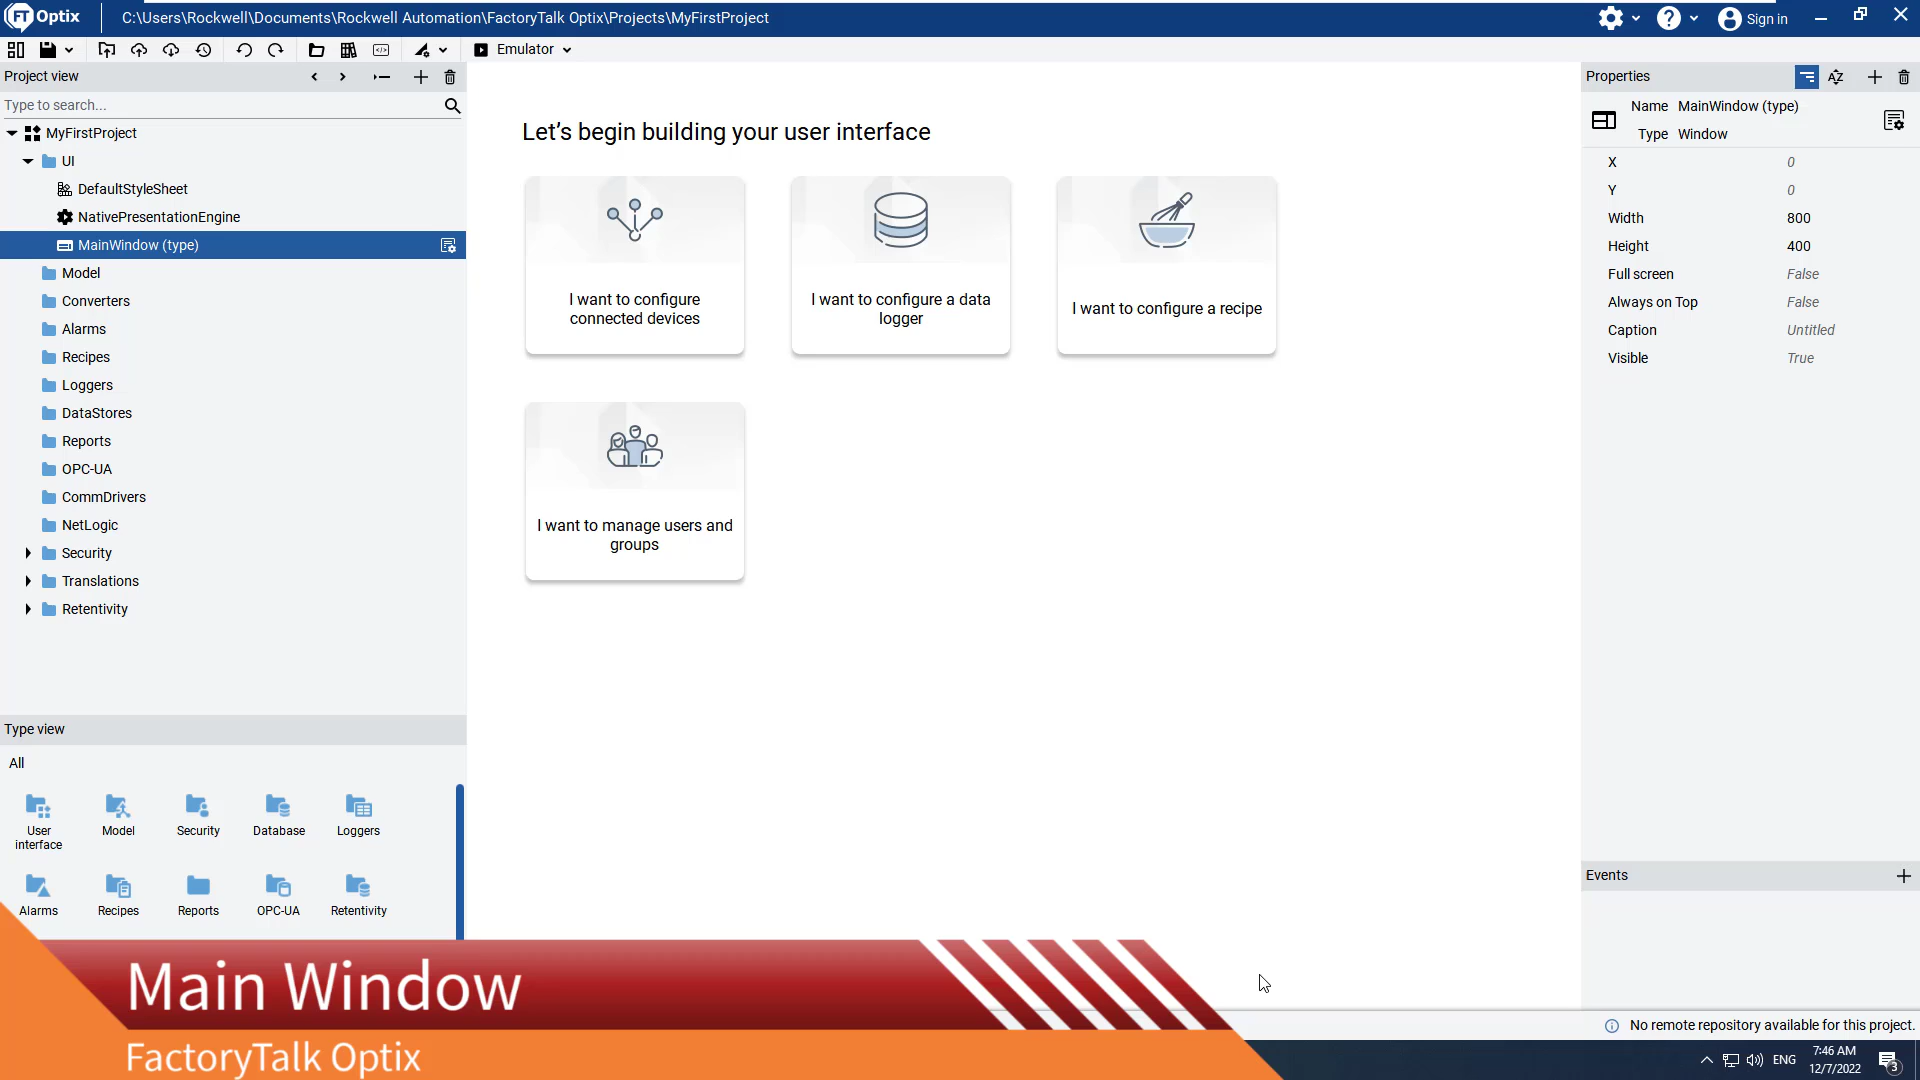 FT Optix
C:\Users\Rockwell\Documents\Rockwell Automation\FactoryTalk Optix\Projects\MyFirstProject
Sign in
Emulator
Project view
Type to search...
MyFirstProject
UI
DefaultStyleSheet
NativePresentationEngine
MainWindow (type)
Model
Converters
Alarms
Recipes
Loggers
DataStores
Reports
OPC-UA
CommDrivers
NetLogic
Security
Translations
Retentivity
Type view
All
User interface
Model
Security
Database
Loggers
Alarms
Recipes
Reports
OPC-UA
Retentivity
Let's begin building your user interface
I want to configure
connected devices
I want to configure a data
logger
I want to configure a recipe
I want to manage users and
groups
Properties
Name MainWindow (type)
Type Window
X 0
Y 0
Width 800
Height 400
Full screen False
Always on Top False
Caption Untitled
Visible True
Events
No remote repository available for this project.
Main Window
FactoryTalk Optix
ENG
7:46 AM
12/7/2022
3